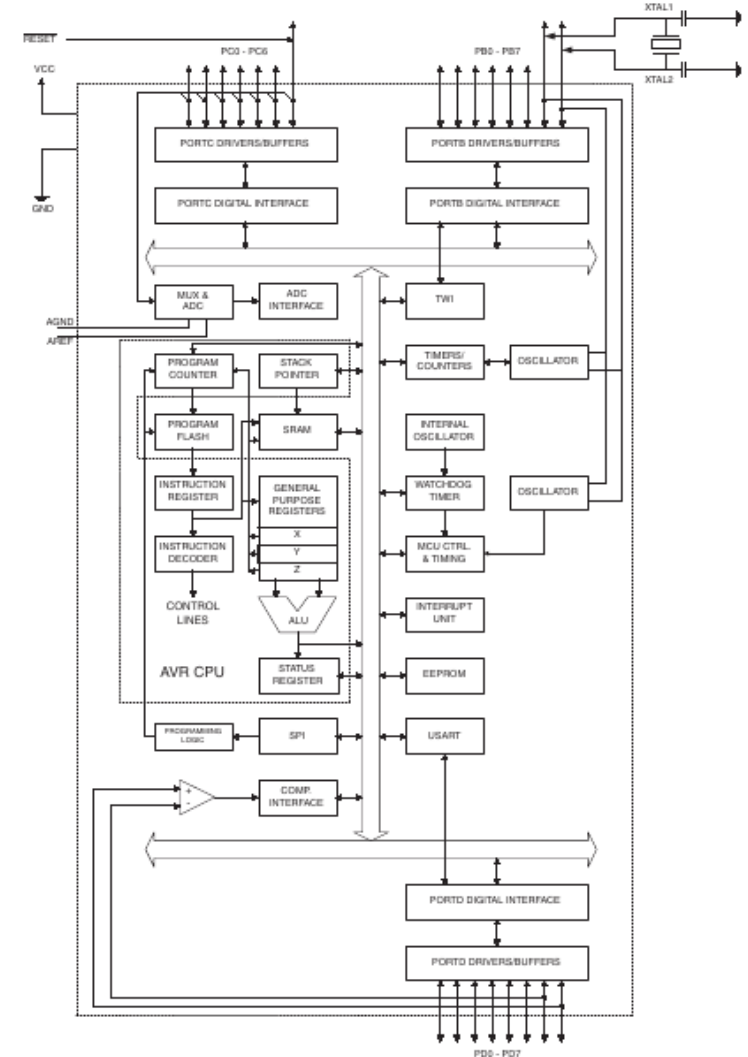 XTAL1
RESET
PC0 - PC6
PB0 - PB7
VCC
XTAL2
PORTC DRIVERS/BUFFERS
PORTB DRIVERS/BUFFERS
PORTC DIGITAL INTERFACE
PORTB DIGITAL INTERFACE
GND
MUX &
ADC
ADC
INTERFACE
TWI
AGND
AREF
PROGRAM
COUNTER
STACK
POINTER
TIMERS/
COUNTERS
OSCILLATOR
PROGRAM
FLASH
SRAM
INTERNAL
OSCILLATOR
INSTRUCTION
REGISTER
GENERAL
PURPOSE
REGISTERS
WATCHDOG
TIMER
OSCILLATOR
X
Y
Z
INSTRUCTION
DECODER
MCU CTRL.
& TIMING
CONTROL
LINES
ALU
INTERRUPT
UNIT
AVR CPU
STATUS
REGISTER
EEPROM
PROGRAMMING
LOGIC
SPI
USART
+
-
COMP.
INTERFACE
PORTD DIGITAL INTERFACE
PORTD DRIVERS/BUFFERS
PD0 - PD7